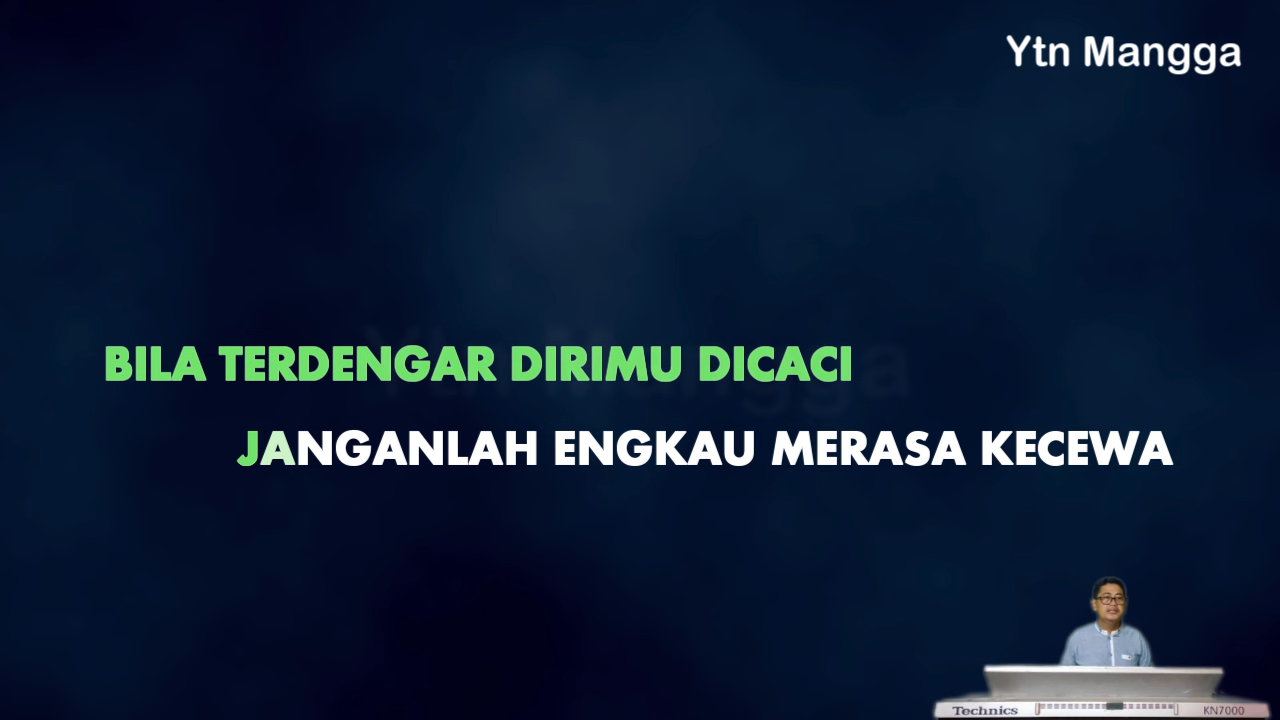 Ytn Mangga
BILA TERDENGAR DIRIMU DICACI
JANGANLAH ENGKAU MERASA KECEWA
Technics KN7000